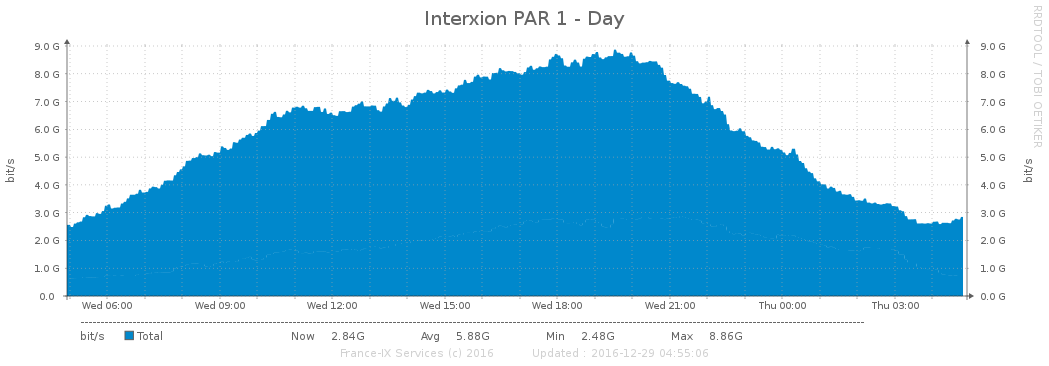 Interxion PAR 1 - Day
RRDTOOL / TOBI OETIKER
9.0 G 9.0 G
8.0 G 8.0 G
7.0 G 7.0 G
6.0 G 6.0 G
5.0 G 5.0 G
4.0 G 4.0 G
3.0 G 3.0 G
2.0 G 2.0 G
1.0 G 1.0 G
0.0 0.0 G
bit/s
bit/s
Wed 06:00 Wed 09:00 Wed 12:00 Wed 15:00 Wed 18:00 Wed 21:00 Thu 00:00 Thu 03:00
bit/s Total Now 2.84G Avg 5.88G Min 2.48G Max 8.86G
France-IX Services (c) 2016 Updated : 2016-12-29 04:55:06